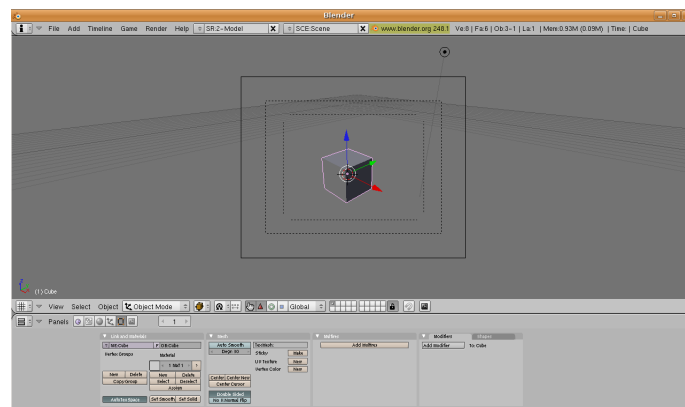 Blender
File Add Timeline Game Render Help SR:2-Model SCE:Scene www.blender.org 248.1 Ve:8 | Fa:6 | Ob:3-1 | La:1 | Mem:0.93M (0.09M) | Time: | Cube
(1) Cube
View Select Object Object Mode Global
Panels 1
Link and Materials
ME:Cube F OB:Cube
Vertex Groups Material
1 Mat 1
New Delete New Delete
Copy Group Select Deselect
Assign
AutoTexSpace Set Smooth Set Solid
Mesh
Auto Smooth TexMesh:
Degr: 30 Sticky Make
UV Texture New
Vertex Color New
Center Center New
Center Cursor
Double Sided
No V.Normal Flip
Multires
Add Multires
Modifiers Shapes
Add Modifier To: Cube